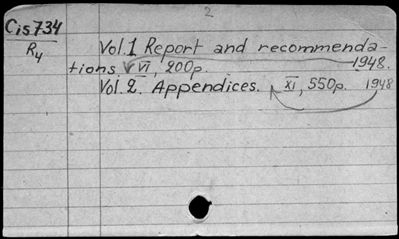 2
Cis734
R4
Vol.1 Report and recommenda-
tions. VI, 200p. 1948.
Vol. 2. Appendices. XI, 550p. 1948